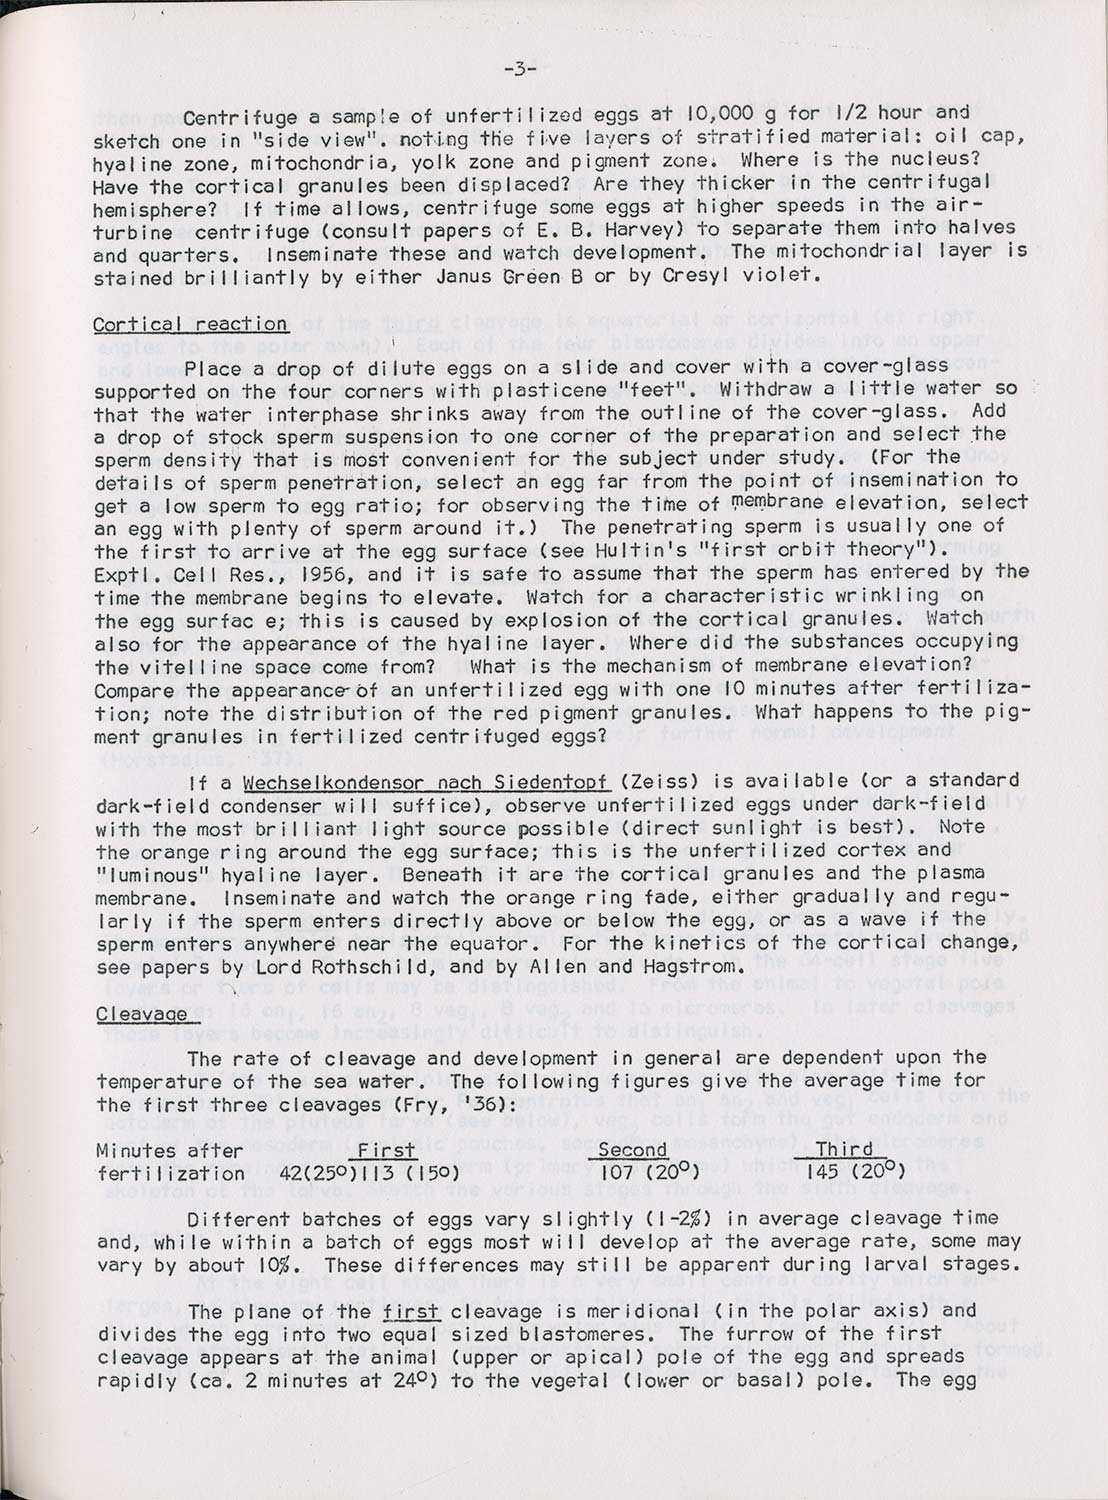 -3-
Centrifuge a sample of unfertilized eggs at 10,000 g for 1/2 hour and
sketch one in "side view". noting the five layers of stratified material: oil cap,
hyaline zone, mitochondria, yolk zone and pigment zone. Where is the nucleus?
Have the cortical granules been displaced? Are they thicker in the centrifugal
hemisphere? If time allows, centrifuge some eggs at higher speeds in the air-
turbine centrifuge (consult papers of E. B. Harvey) to separate them into halves
and quarters. Inseminate these and watch development. The mitochondrial layer is
stained brilliantly by either Janus Green B or by Cresyl violet.
Cortical reaction
Place a drop of dilute eggs on a slide and cover with a cover-glass
supported on the four corners with plasticene "feet". Withdraw a little water so
that the water interphase shrinks away from the outline of the cover-glass. Add
a drop of stock sperm suspension to one corner of the preparation and select the
sperm density that is most convenient for the subject under study. (For the
details of sperm penetration, select an egg far from the point of insemination to
get a low sperm to egg ratio; for observing the time of membrane elevation, select
an egg with plenty of sperm around it.) The penetrating sperm is usually one of
the first to arrive at the egg surface (see Hultin's "first orbit theory").
Exptl. Cell Res., 1956, and it is safe to assume that the sperm has entered by the
time the membrane begins to elevate. Watch for a characteristic wrinkling on
the egg surfac e; this is caused by explosion of the cortical granules. Watch
also for the appearance of the hyaline layer. Where did the substances occupying
the vitelline space come from? What is the mechanism of membrane elevation?
Compare the appearance of an unfertilized egg with one 10 minutes after fertiliza-
tion; note the distribution of the red pigment granules. What happens to the pig-
ment granules in fertilized centrifuged eggs?
If a Wechselkondensor nach Siedentopf (Zeiss) is available (or a standard
dark-field condenser will suffice), observe unfertilized eggs under dark-field
with the most brilliant light source possible (direct sunlight is best). Note
the orange ring around the egg surface; this is the unfertilized cortex and
"luminous" hyaline layer. Beneath it are the cortical granules and the plasma
membrane. Inseminate and watch the orange ring fade, either gradually and regu-
larly if the sperm enters directly above or below the egg, or as a wave if the
sperm enters anywhere near the equator. For the kinetics of the cortical change,
see papers by Lord Rothschild, and by Allen and Hagstrom.
Cleavage
The rate of cleavage and development in general are dependent upon the
temperature of the sea water. The following figures give the average time for
the first three cleavages (Fry, '36):
Minutes after First Second Third
fertilization 42(25°)113 (15°) 107 (20°) 145 (20°)
Different batches of eggs vary slightly (1-2%) in average cleavage time
and, while within a batch of eggs most will develop at the average rate, some may
vary by about 10%. These differences may still be apparent during larval stages.
The plane of the first cleavage is meridional (in the polar axis) and
divides the egg into two equal sized blastomeres. The furrow of the first
cleavage appears at the animal (upper or apical) pole of the egg and spreads
rapidly (ca. 2 minutes at 24°) to the vegetal (lower or basal) pole. The egg